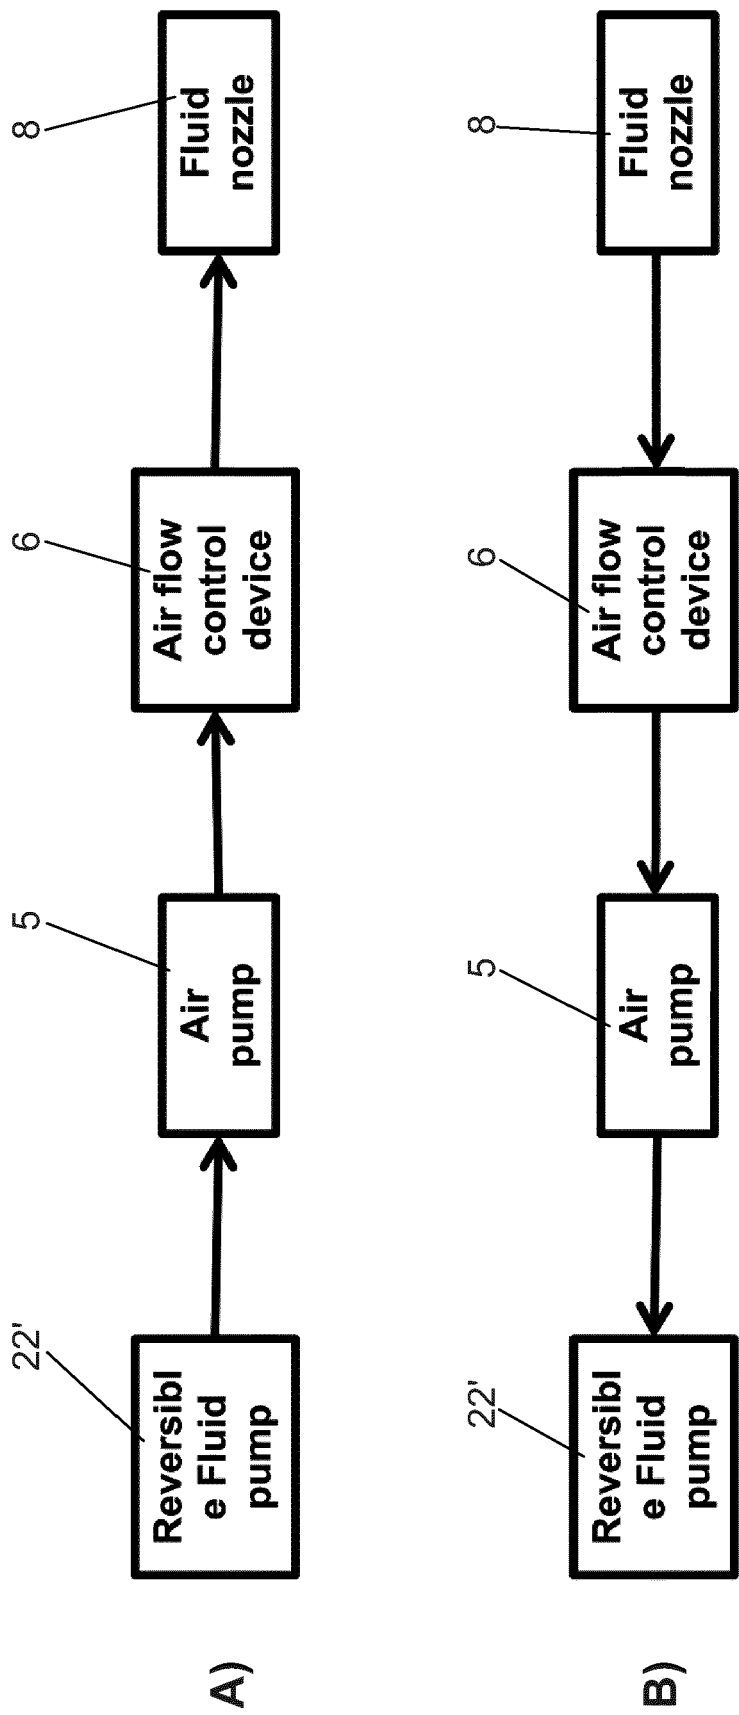 A)
22'
Reversibl
e Fluid
pump
5
Air
pump
6
Air flow
control
device
8
Fluid
nozzle
B)
22'
Reversibl
e Fluid
pump
5
Air
pump
6
Air flow
control
device
8
Fluid
nozzle